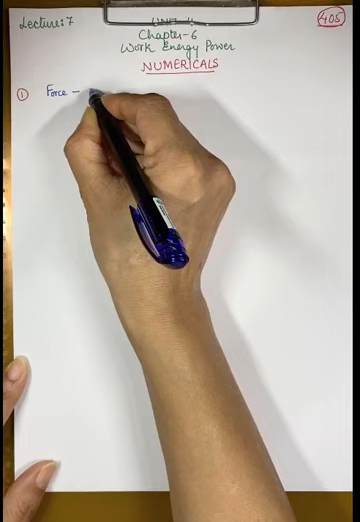 Lecture:7
405
Chapter-6
Work Energy Power
NUMERICALS
① Force -